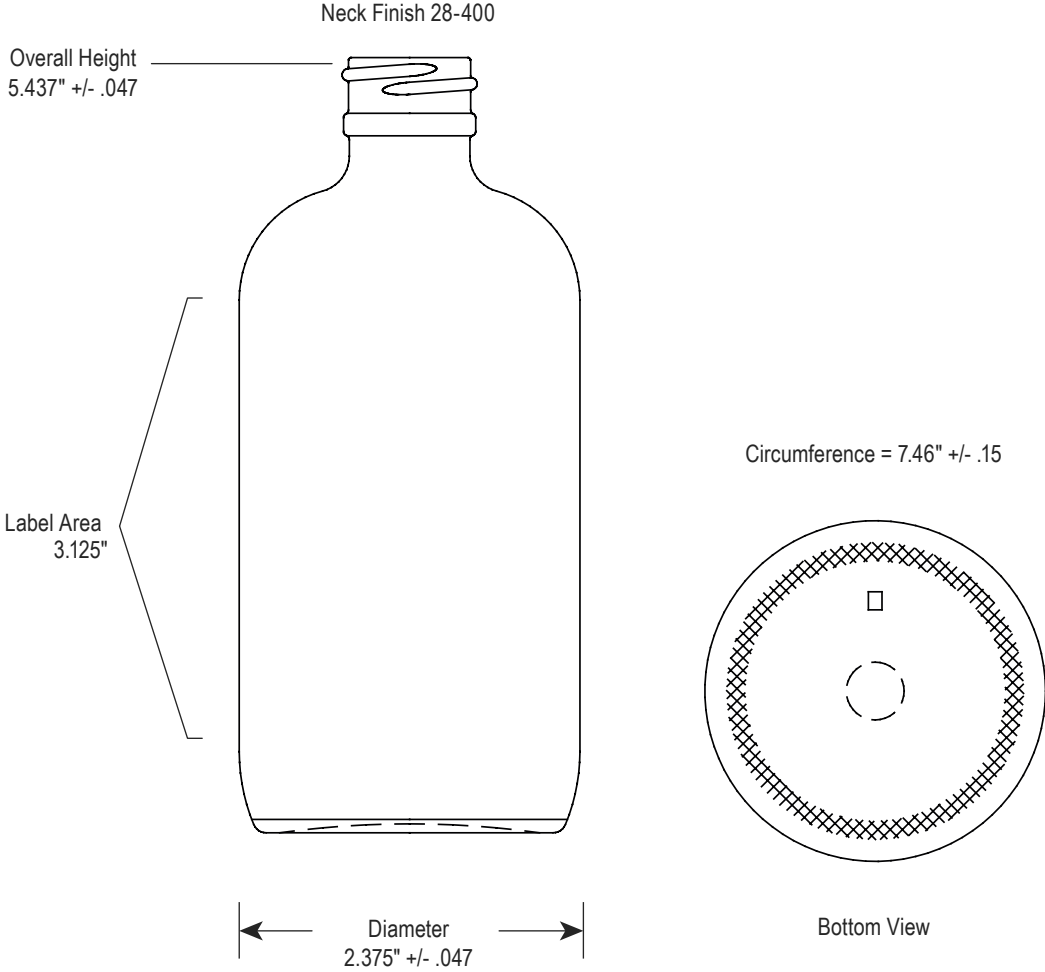 Neck Finish 28-400
Overall Height
5.437" +/- .047
Circumference = 7.46" +/- .15
Label Area
3.125"
Diameter
2.375" +/- .047
Bottom View